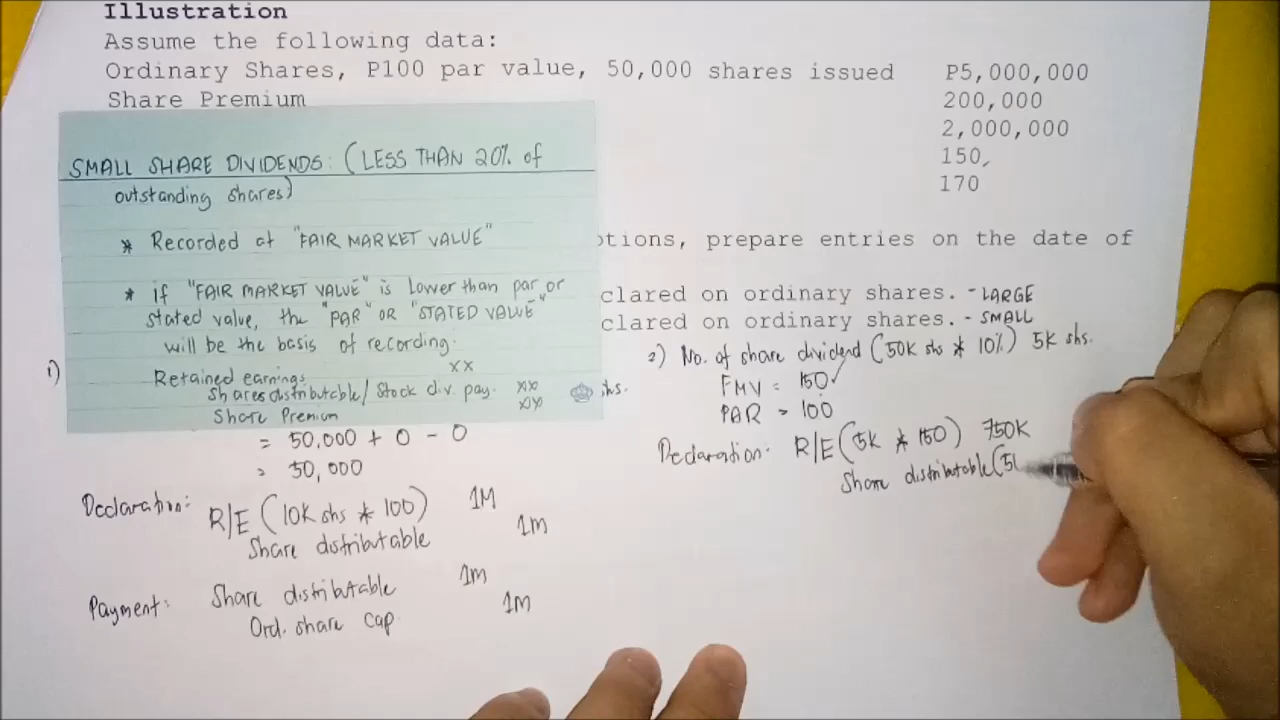 Illustration
Assume the following data:
Ordinary Shares, P100 par value, 50,000 shares issued P5,000,000
Share Premium 200,000
2,000,000
150,
170
SMALL SHARE DIVIDENDS: (LESS THAN 20% of
outstanding shares)
* Recorded at "FAIR MARKET VALUE"
* if "FAIR MARKET VALUE" is lower than par or
stated value, the "PAR" OR "STATED VALUE"
will be the basis of recording.
Retained earnings xx
Shares distributable/ Stock div. pay. xx
Share Premium xx
otions, prepare entries on the date of
clared on ordinary shares. - LARGE
clared on ordinary shares. - SMALL
1)
shs.
= 50,000 + 0 - 0
= 50,000
Declaration: R/E (10K shs * 100) 1M
Share distributable 1m
Payment: Share distributable 1m
Ord. share cap. 1M
2) No. of share dividend (50K shs * 10%) 5K shs.
FMV = 150 ✓
PAR = 100
Declaration: R/E (5K * 150) 750K
Share distributable (5